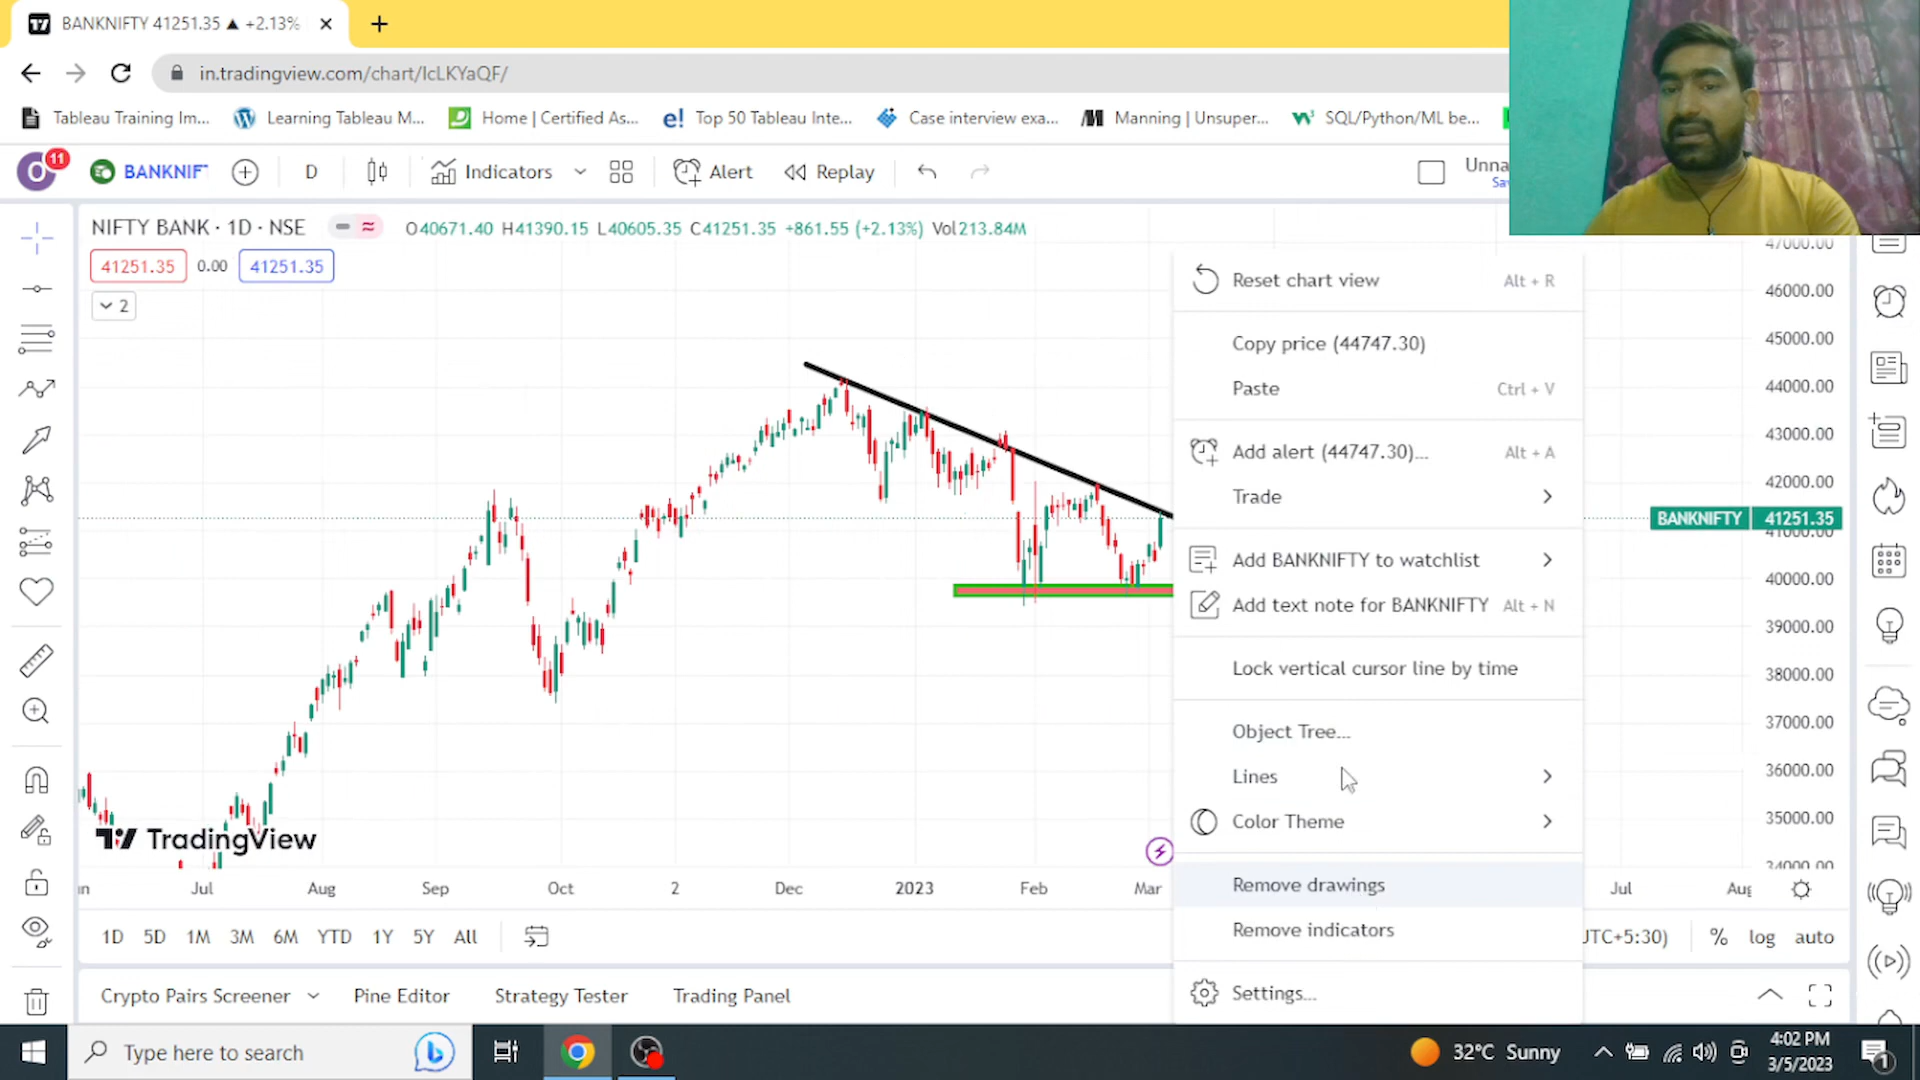 BANKNIFTY 41251.35 ▲ +2.13%
in.tradingview.com/chart/IcLKYaQF/
Tableau Training Im...
Learning Tableau M...
Home | Certified As...
Top 50 Tableau Inte...
Case interview exa...
Manning | Unsuper...
SQL/Python/ML be...
O 11
BANKNIF
D
Indicators
Alert
Replay
Unna
Sa
NIFTY BANK · 1D · NSE
O40671.40 H41390.15 L40605.35 C41251.35 +861.55 (+2.13%) Vol213.84M
41251.35 0.00 41251.35
2
Reset chart view Alt + R
Copy price (44747.30)
Paste Ctrl + V
Add alert (44747.30)... Alt + A
Trade
Add BANKNIFTY to watchlist
Add text note for BANKNIFTY Alt + N
Lock vertical cursor line by time
Object Tree...
Lines
Color Theme
Remove drawings
Remove indicators
Settings...
47000.00
46000.00
45000.00
44000.00
43000.00
42000.00
BANKNIFTY 41251.35
41000.00
40000.00
39000.00
38000.00
37000.00
36000.00
35000.00
34000.00
TradingView
Jul Aug Sep Oct 2 Dec 2023 Feb Mar Jul Aug
1D 5D 1M 3M 6M YTD 1Y 5Y All
UTC+5:30) % log auto
Crypto Pairs Screener
Pine Editor
Strategy Tester
Trading Panel
Type here to search
32°C Sunny
4:02 PM
3/5/2023
1